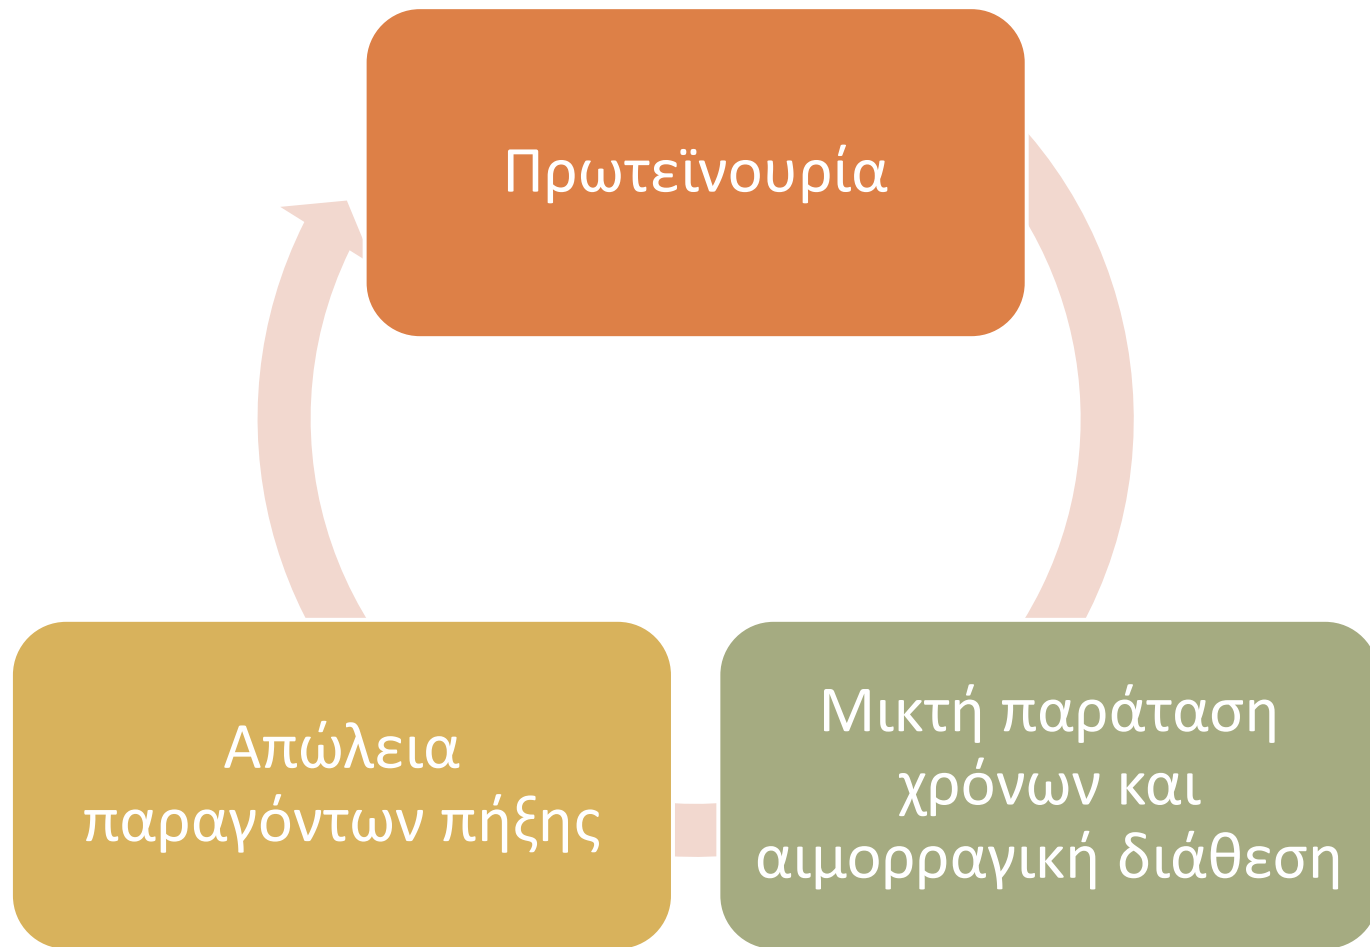 Πρωτεϊνουρία
Απώλεια
παραγόντων πήξης
Μικτή παράταση
χρόνων και
αιμορραγική διάθεση